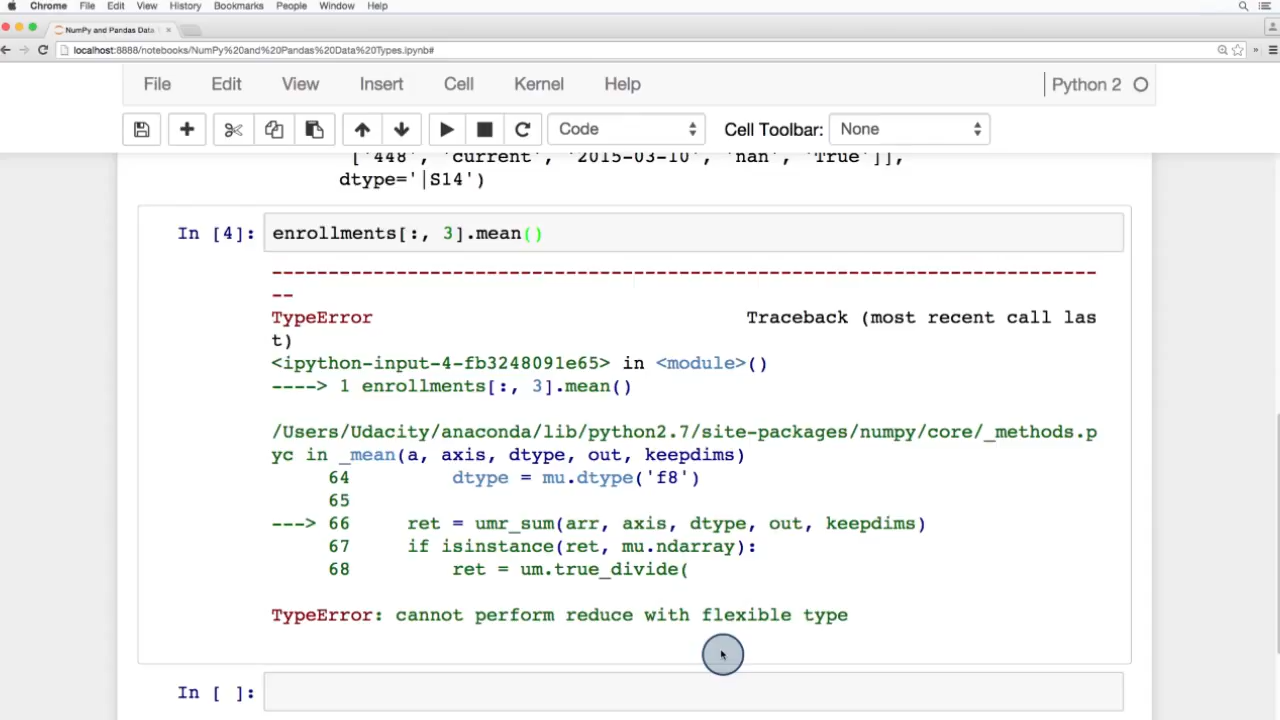 Chrome File Edit View History Bookmarks People Window Help
NumPy and Pandas Data
localhost:8888/notebooks/NumPy%20and%20Pandas%20Data%20Types.ipynb#
File Edit View Insert Cell Kernel Help Python 2
Code Cell Toolbar: None
['448', 'current', '2015-03-10', 'nan', 'True']],
dtype='|S14')
In [4]: enrollments[:, 3].mean()
---------------------------------------------------------------------------
--
TypeError Traceback (most recent call las
t)
<ipython-input-4-fb3248091e65> in <module>()
----> 1 enrollments[:, 3].mean()
/Users/Udacity/anaconda/lib/python2.7/site-packages/numpy/core/_methods.p
yc in _mean(a, axis, dtype, out, keepdims)
64 dtype = mu.dtype('f8')
65
---> 66 ret = umr_sum(arr, axis, dtype, out, keepdims)
67 if isinstance(ret, mu.ndarray):
68 ret = um.true_divide(
TypeError: cannot perform reduce with flexible type
In [ ]: